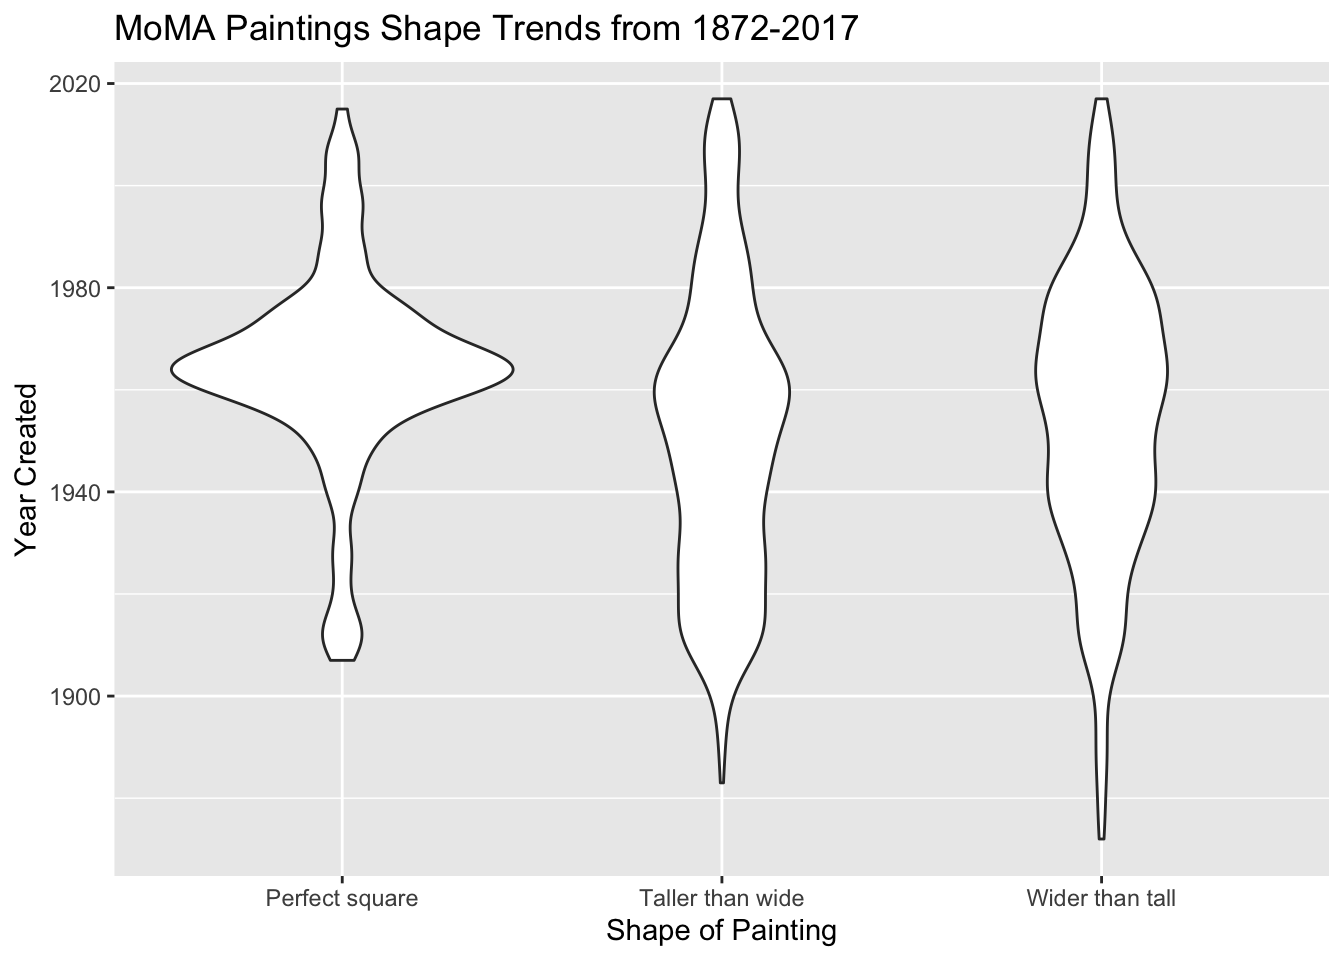 MoMA Paintings Shape Trends from 1872-2017
2020
1980
1940
1900
Year Created
Perfect square
Taller than wide
Wider than tall
Shape of Painting